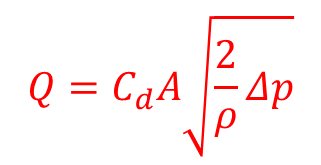 Q = C_d A √(2/ρ Δp)